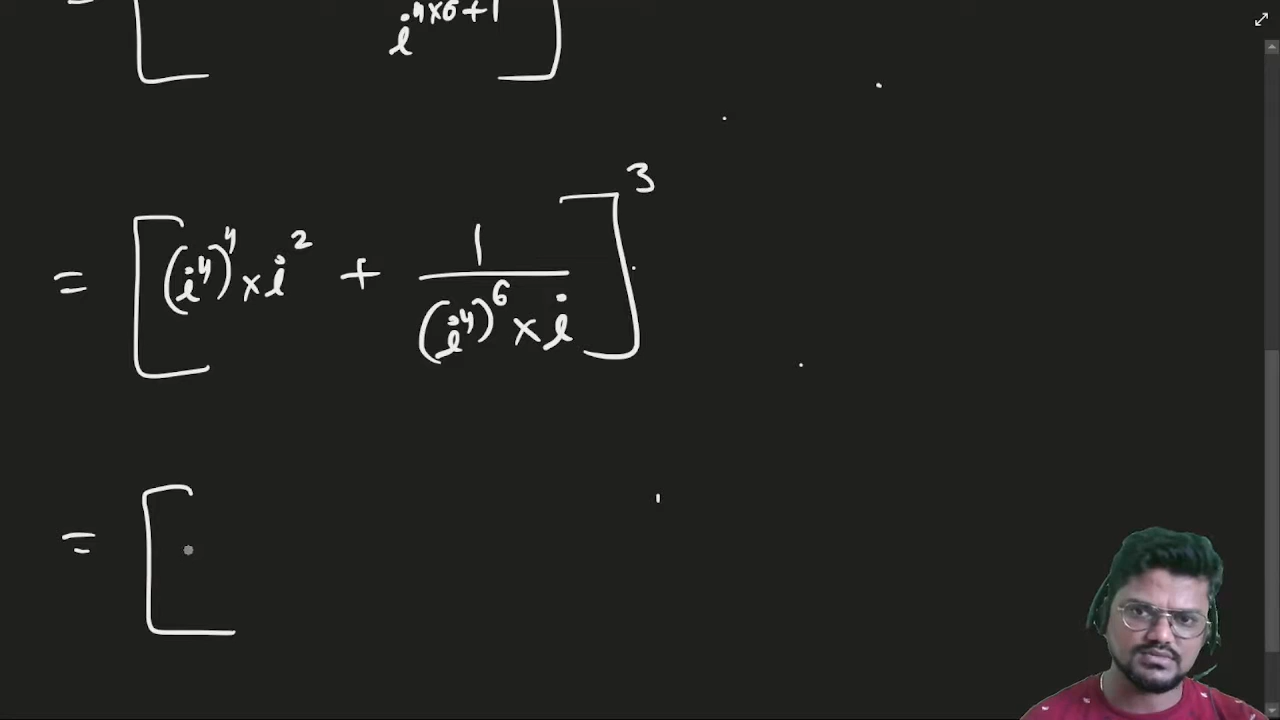 = [ i^{4×6+1} ]
= [ (i^4)^4 × i^2 + 1/((i^4)^6 × i) ]^3
= [